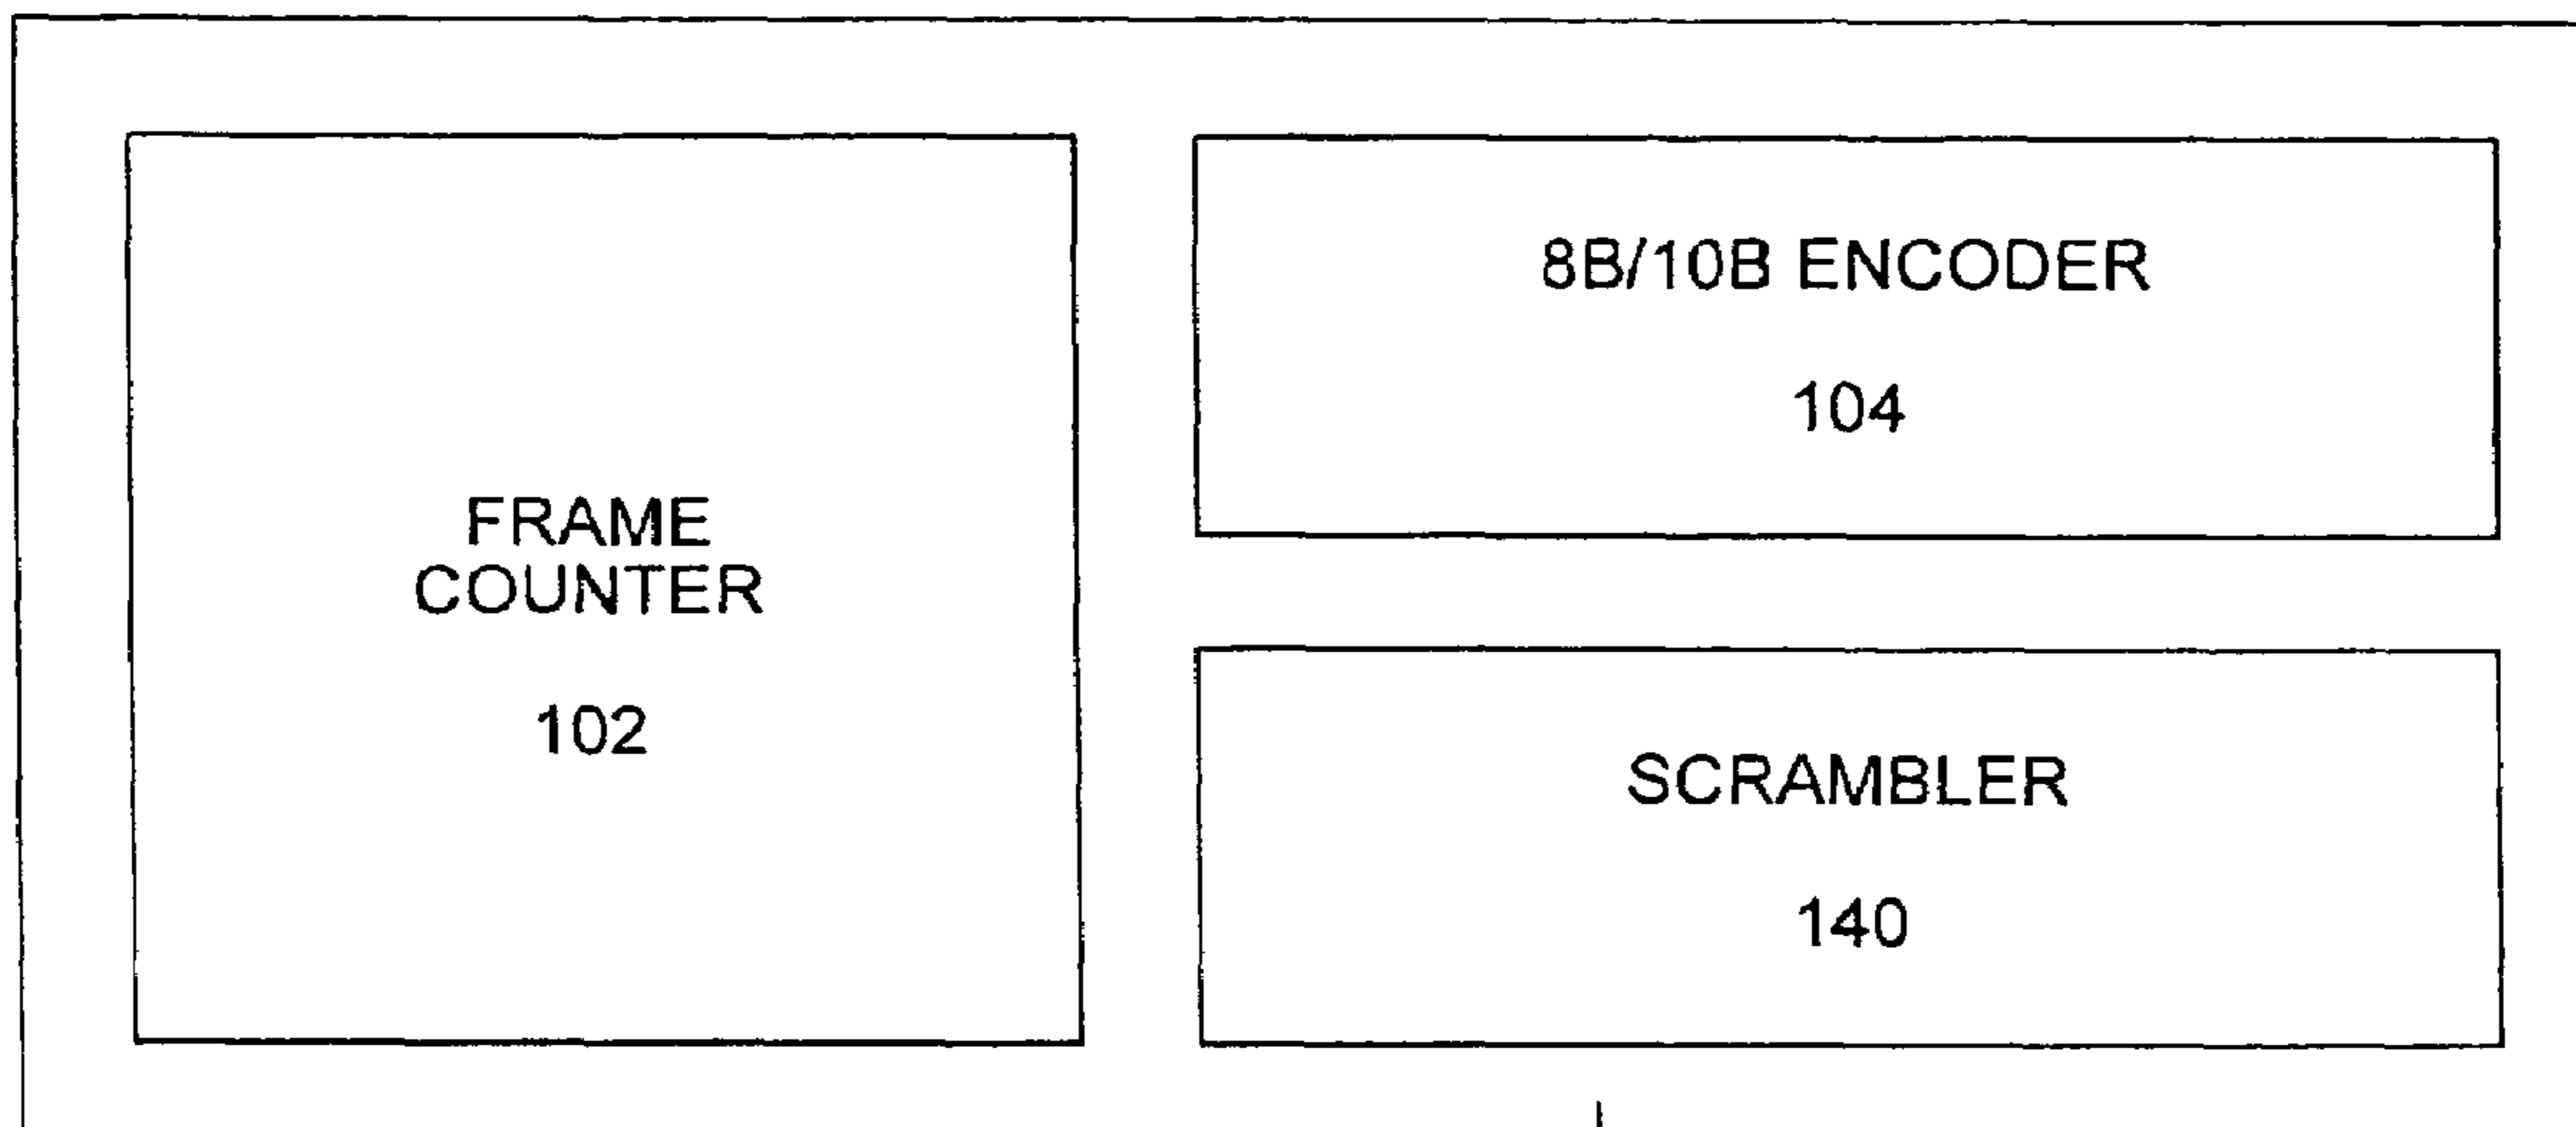 FRAME
COUNTER
102
8B/10B ENCODER
104
SCRAMBLER
140